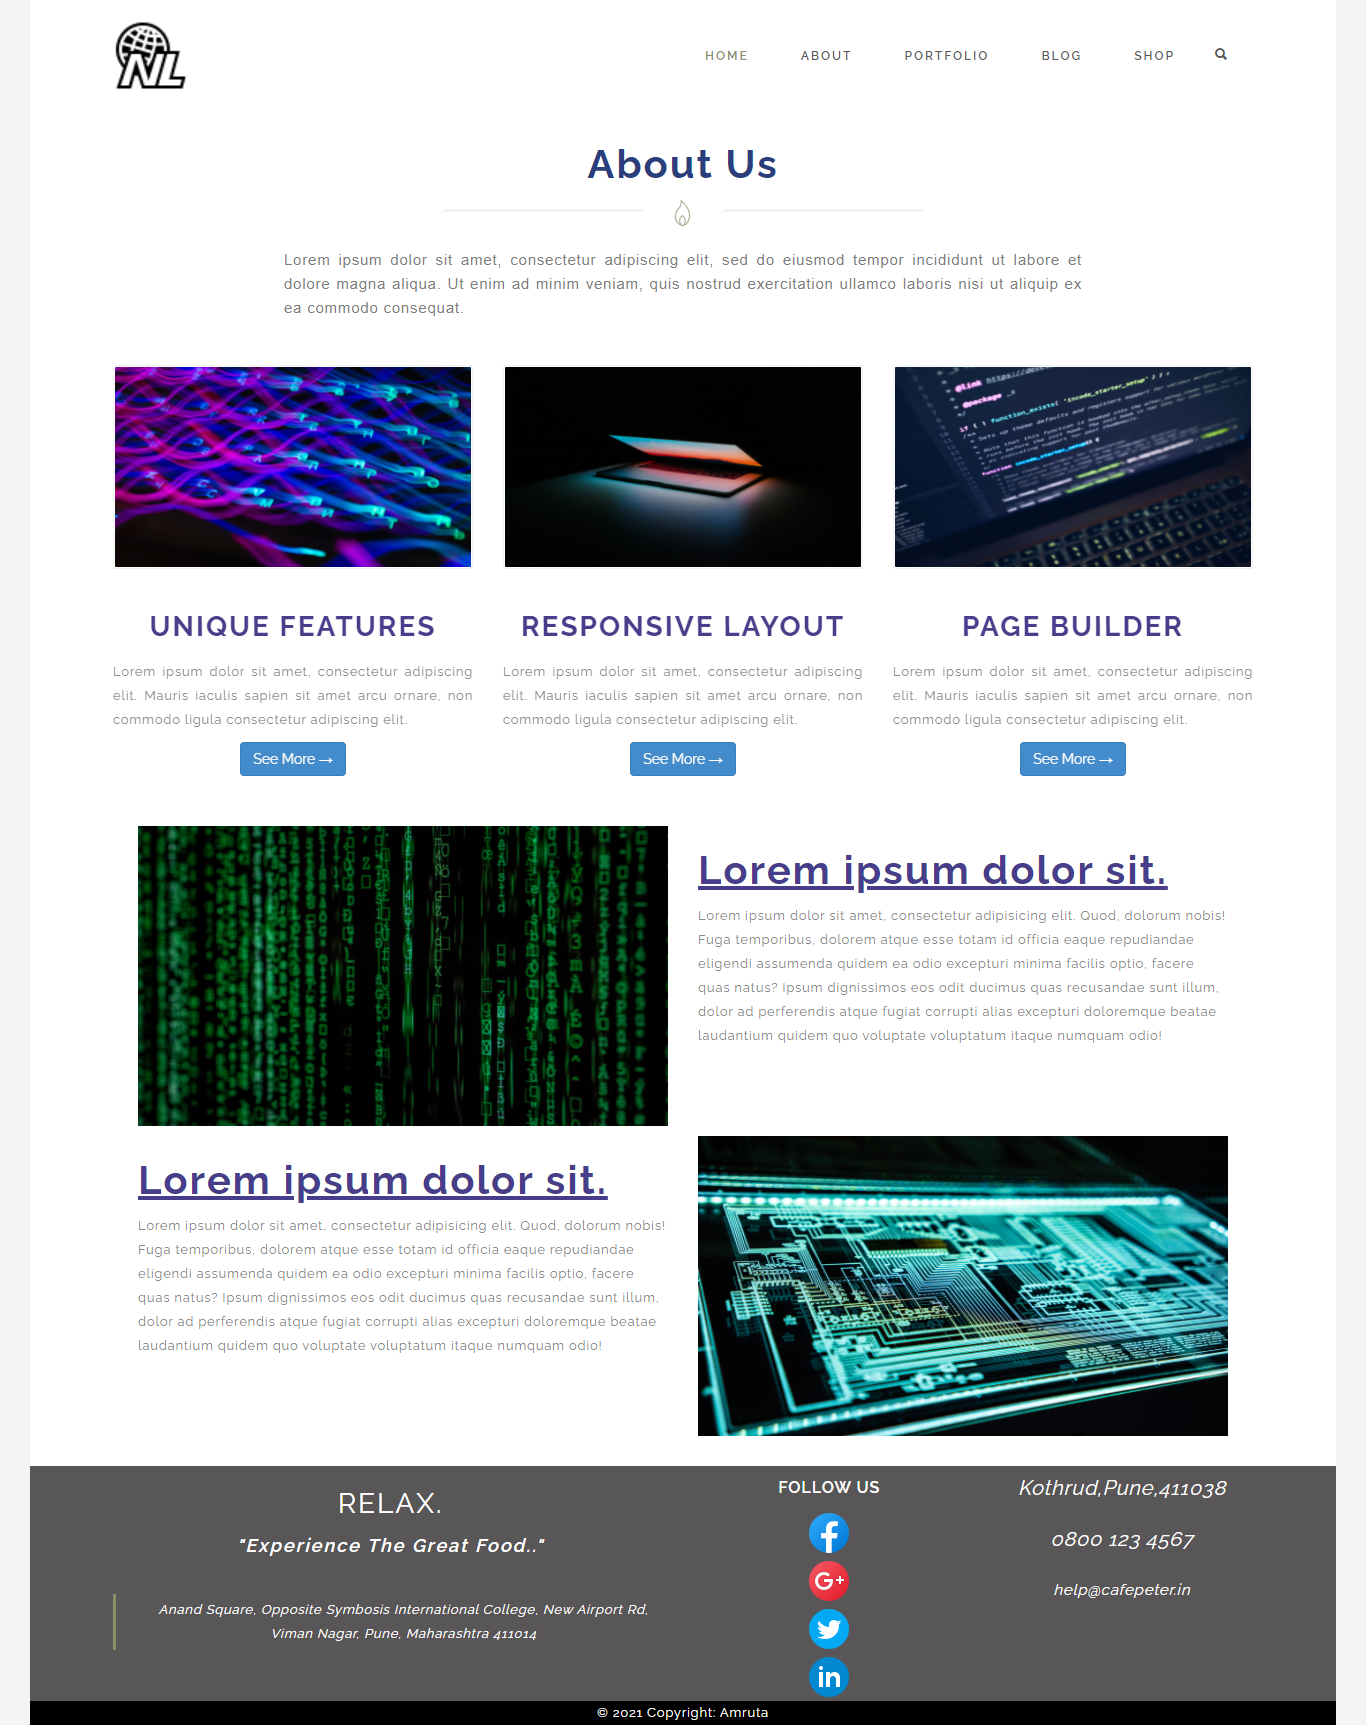 NL
HOME ABOUT PORTFOLIO BLOG SHOP
About Us
Lorem ipsum dolor sit amet, consectetur adipiscing elit, sed do eiusmod tempor incididunt ut labore et
dolore magna aliqua. Ut enim ad minim veniam, quis nostrud exercitation ullamco laboris nisi ut aliquip ex
ea commodo consequat.
@link https://deve
@package _s
if ( ! function_exists( 'incode_starter_setup' ) ) {
function incode_starter_setup() {
UNIQUE FEATURES
Lorem ipsum dolor sit amet, consectetur adipiscing
elit. Mauris iaculis sapien sit amet arcu ornare, non
commodo ligula consectetur adipiscing elit.
See More →
RESPONSIVE LAYOUT
Lorem ipsum dolor sit amet, consectetur adipiscing
elit. Mauris iaculis sapien sit amet arcu ornare, non
commodo ligula consectetur adipiscing elit.
See More →
PAGE BUILDER
Lorem ipsum dolor sit amet, consectetur adipiscing
elit. Mauris iaculis sapien sit amet arcu ornare, non
commodo ligula consectetur adipiscing elit.
See More →
Lorem ipsum dolor sit.
Lorem ipsum dolor sit amet, consectetur adipisicing elit. Quod, dolorum nobis!
Fuga temporibus, dolorem atque esse totam id officia eaque repudiandae
eligendi assumenda quidem ea odio excepturi minima facilis optio, facere
quas natus? Ipsum dignissimos eos odit ducimus quas recusandae sunt illum,
dolor ad perferendis atque fugiat corrupti alias excepturi doloremque beatae
laudantium quidem quo voluptate voluptatum itaque numquam odio!
Lorem ipsum dolor sit.
Lorem ipsum dolor sit amet, consectetur adipisicing elit. Quod, dolorum nobis!
Fuga temporibus, dolorem atque esse totam id officia eaque repudiandae
eligendi assumenda quidem ea odio excepturi minima facilis optio, facere
quas natus? Ipsum dignissimos eos odit ducimus quas recusandae sunt illum,
dolor ad perferendis atque fugiat corrupti alias excepturi doloremque beatae
laudantium quidem quo voluptate voluptatum itaque numquam odio!
RELAX.
"Experience The Great Food.."
Anand Square, Opposite Symbosis International College, New Airport Rd,
Viman Nagar, Pune, Maharashtra 411014
FOLLOW US
f
G+
in
Kothrud,Pune,411038
0800 123 4567
help@cafepeter.in
© 2021 Copyright: Amruta